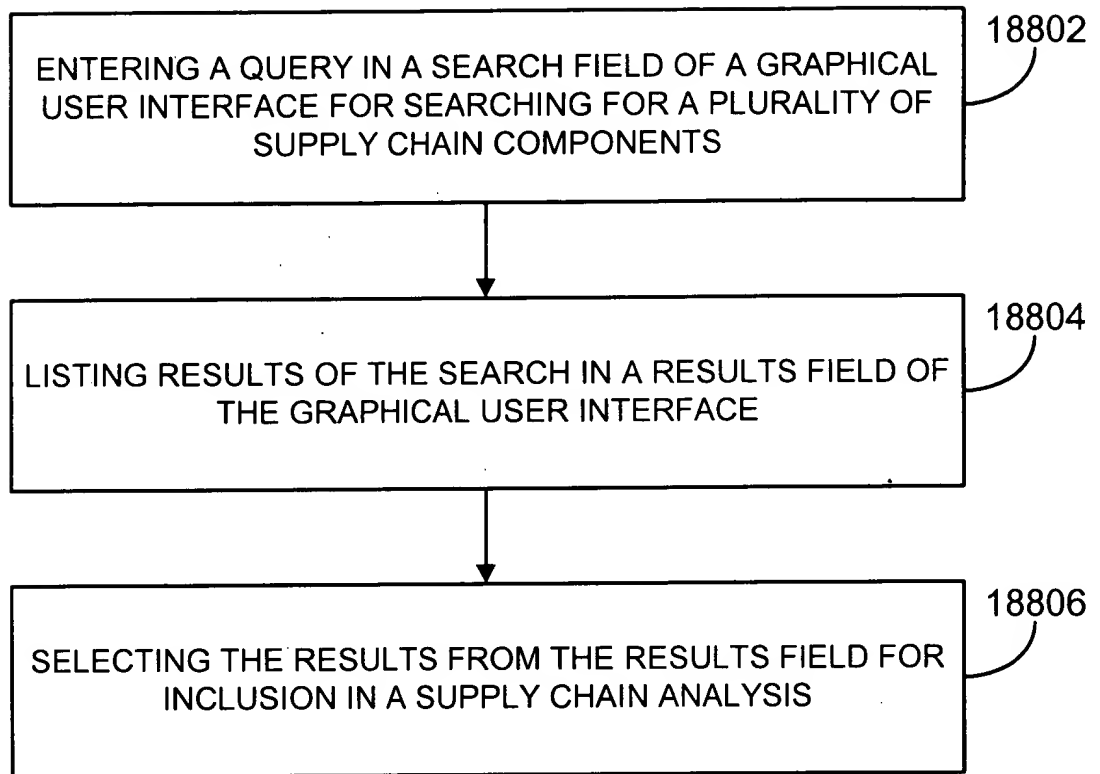 18802
ENTERING A QUERY IN A SEARCH FIELD OF A GRAPHICAL
USER INTERFACE FOR SEARCHING FOR A PLURALITY OF
SUPPLY CHAIN COMPONENTS
18804
LISTING RESULTS OF THE SEARCH IN A RESULTS FIELD OF
THE GRAPHICAL USER INTERFACE
18806
SELECTING THE RESULTS FROM THE RESULTS FIELD FOR
INCLUSION IN A SUPPLY CHAIN ANALYSIS